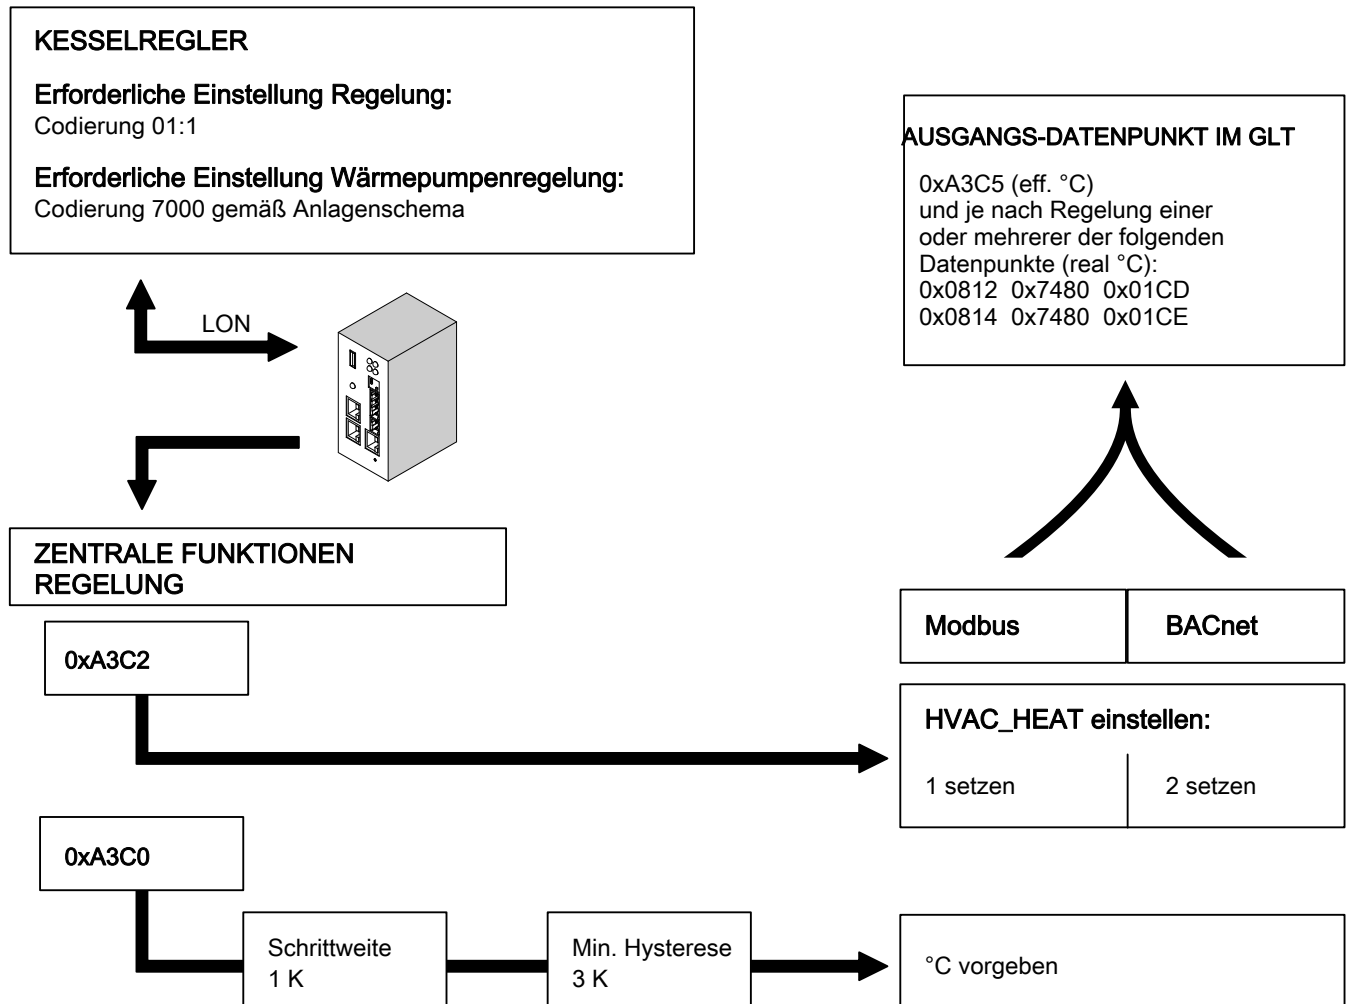 KESSELREGLER
Erforderliche Einstellung Regelung:
Codierung 01:1
Erforderliche Einstellung Wärmepumpenregelung:
Codierung 7000 gemäß Anlagenschema
LON
AUSGANGS-DATENPUNKT IM GLT
0xA3C5 (eff. °C)
und je nach Regelung einer
oder mehrerer der folgenden
Datenpunkte (real °C):
0x0812 0x7480 0x01CD
0x0814 0x7480 0x01CE
ZENTRALE FUNKTIONEN
REGELUNG
Modbus
BACnet
0xA3C2
HVAC_HEAT einstellen:
1 setzen
2 setzen
0xA3C0
Schrittweite
1 K
Min. Hysterese
3 K
°C vorgeben